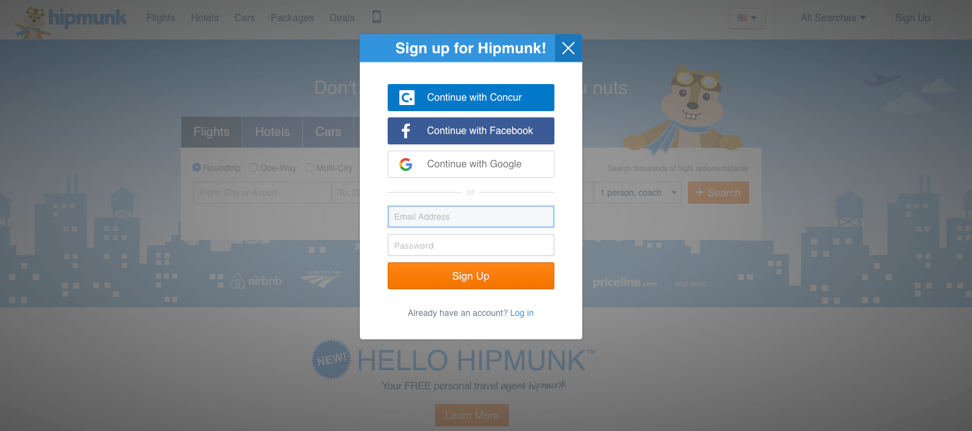 hipmunk
Flights Hotels Cars Packages Deals
All Searches Sign Up
Sign up for Hipmunk!
Don't
u nuts
Continue with Concur
Continue with Facebook
Continue with Google
or
Email Address
Password
Sign Up
Already have an account? Log in
Flights Hotels Cars
Roundtrip One-Way Multi-City
Search thousands of flight options instantly
From: City or Airport To: C
1 person, coach Search
airbnb AMTRAK
priceline.com and more...
NEW! HELLO HIPMUNK™
Your FREE personal travel agent hipmunk
Learn More